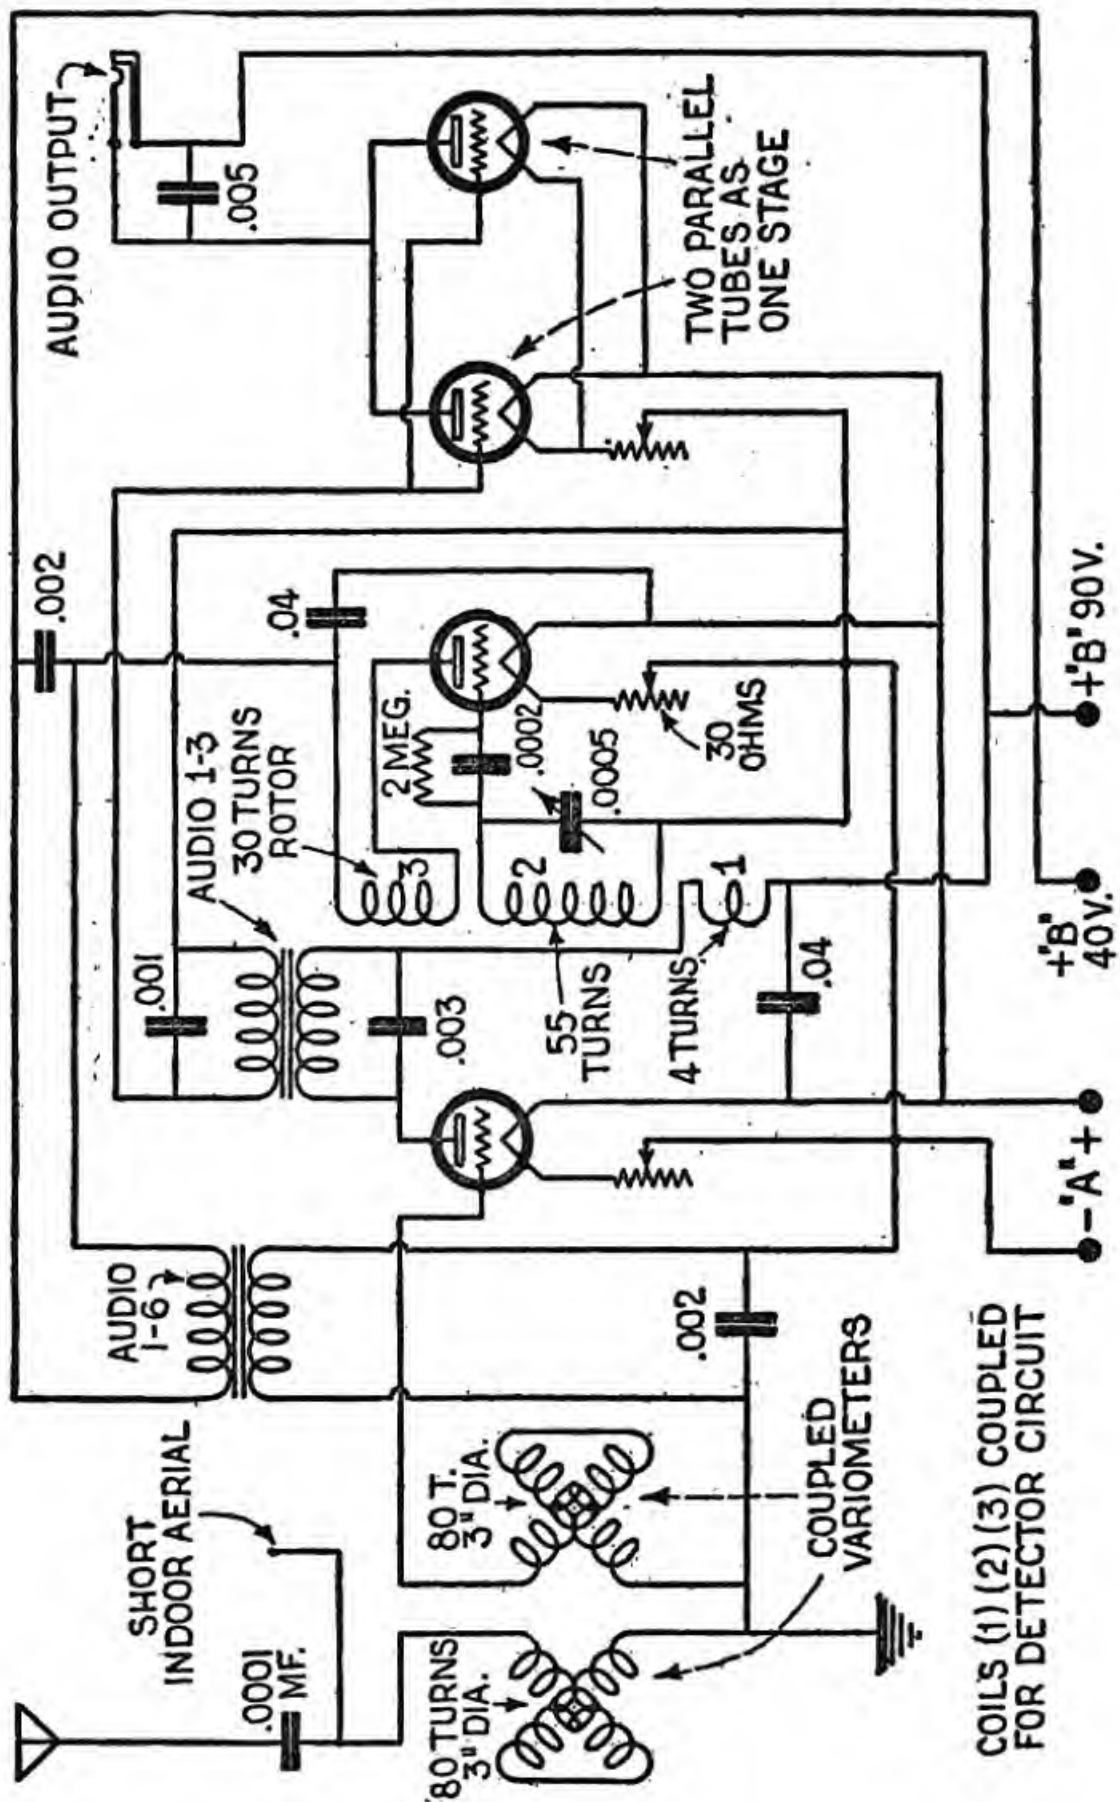 SHORT
INDOOR AERIAL
.0001
MF.
80 TURNS
3" DIA.
80 T.
3" DIA.
COUPLED
VARIOMETERS
AUDIO
1-6
.002
.001
AUDIO 1-3
30 TURNS
ROTOR
.003
55
TURNS
4 TURNS
.04
3
2
1
2 MEG.
.0002
.0005
30
OHMS
.04
.002
AUDIO OUTPUT
.005
TWO PARALLEL
TUBES AS
ONE STAGE
- "A" +
+"B"
40 V.
+"B" 90 V.
COILS (1) (2) (3) COUPLED
FOR DETECTOR CIRCUIT